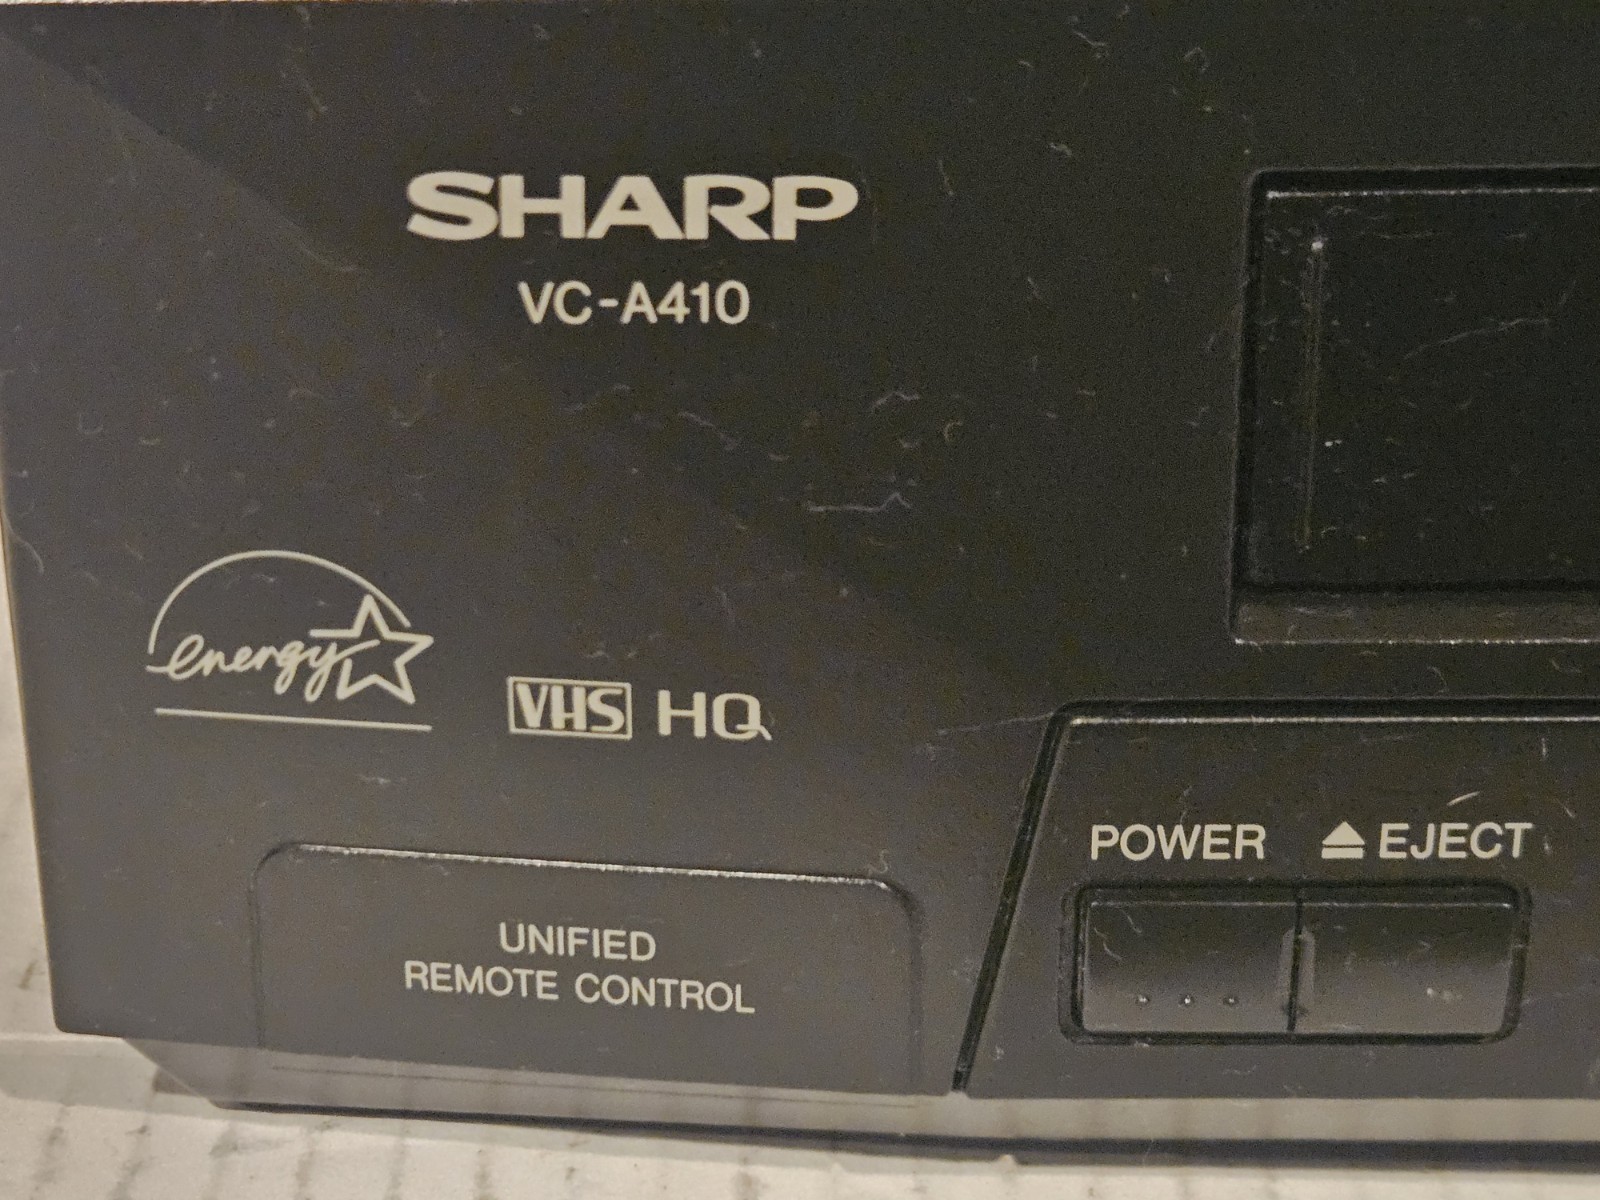 SHARP
VC-A410
energy
VHS HQ
POWER ⏏ EJECT
UNIFIED
REMOTE CONTROL